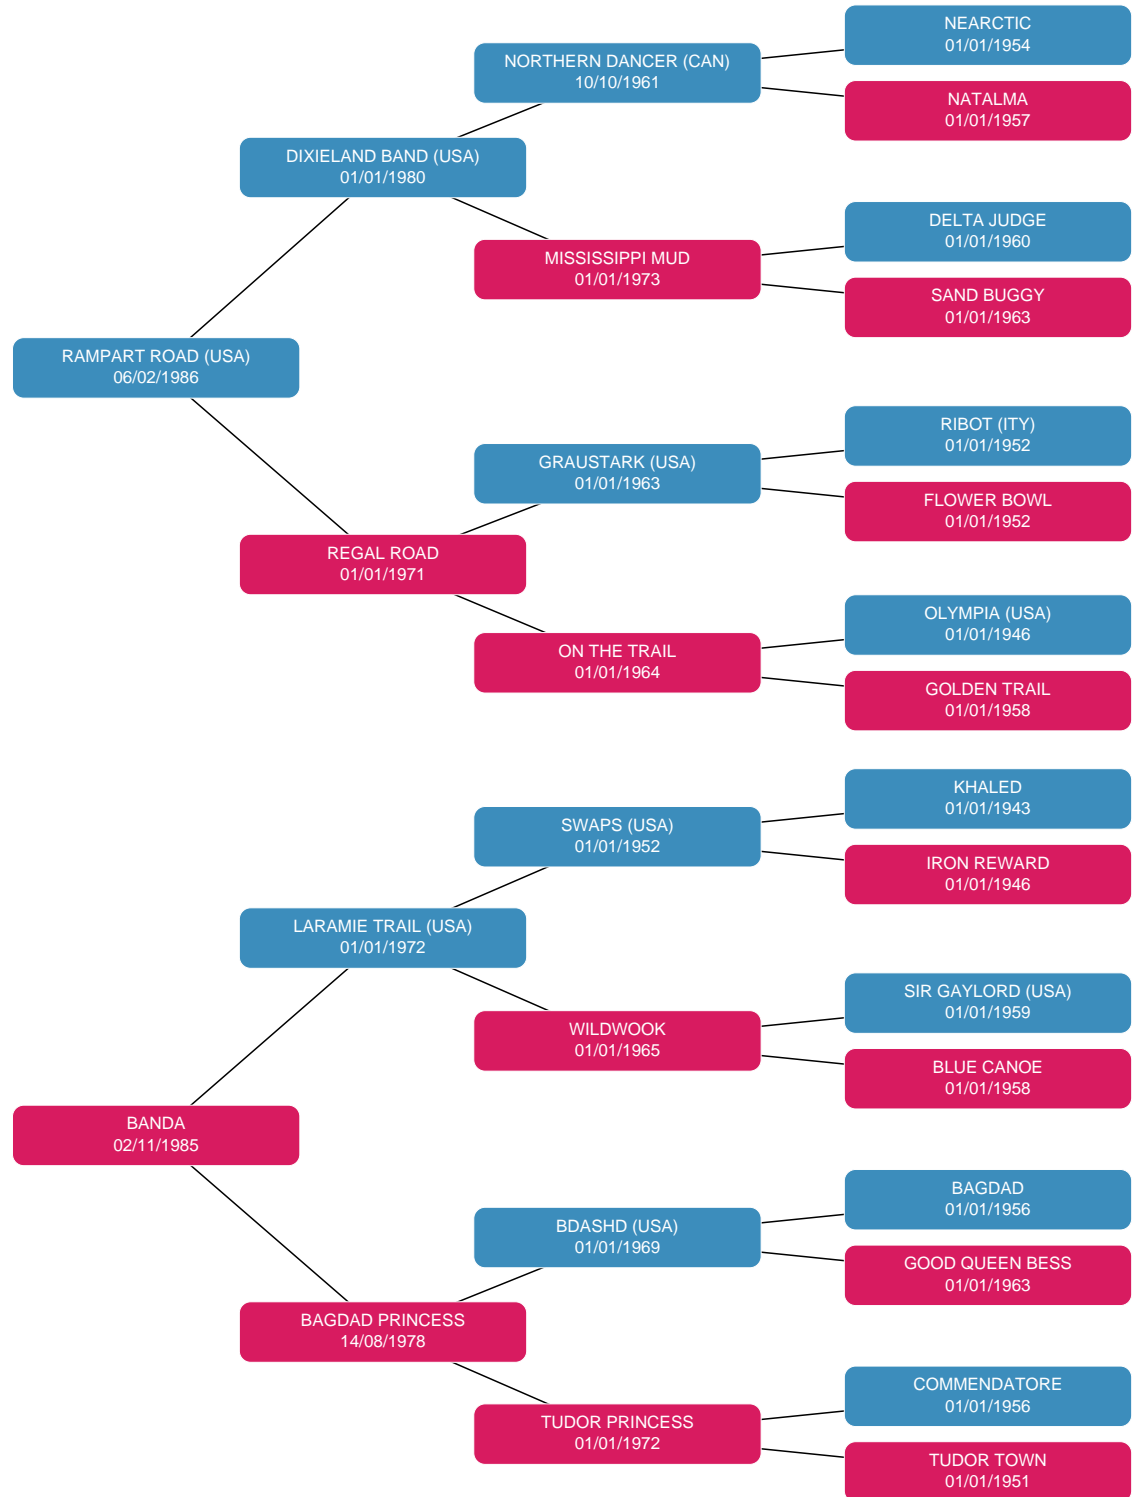 NEARCTIC
01/01/1954
NORTHERN DANCER (CAN)
10/10/1961
NATALMA
01/01/1957
DIXIELAND BAND (USA)
01/01/1980
DELTA JUDGE
01/01/1960
MISSISSIPPI MUD
01/01/1973
SAND BUGGY
01/01/1963
RAMPART ROAD (USA)
06/02/1986
RIBOT (ITY)
01/01/1952
GRAUSTARK (USA)
01/01/1963
FLOWER BOWL
01/01/1952
REGAL ROAD
01/01/1971
OLYMPIA (USA)
01/01/1946
ON THE TRAIL
01/01/1964
GOLDEN TRAIL
01/01/1958
KHALED
01/01/1943
SWAPS (USA)
01/01/1952
IRON REWARD
01/01/1946
LARAMIE TRAIL (USA)
01/01/1972
SIR GAYLORD (USA)
01/01/1959
WILDWOOK
01/01/1965
BLUE CANOE
01/01/1958
BANDA
02/11/1985
BAGDAD
01/01/1956
BDASHD (USA)
01/01/1969
GOOD QUEEN BESS
01/01/1963
BAGDAD PRINCESS
14/08/1978
COMMENDATORE
01/01/1956
TUDOR PRINCESS
01/01/1972
TUDOR TOWN
01/01/1951